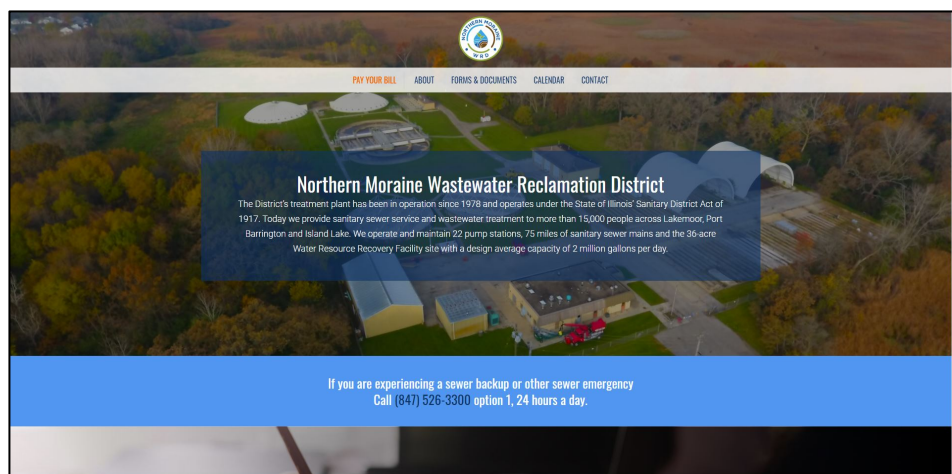 NORTHERN MORAINE
WRD
PAY YOUR BILL ABOUT FORMS & DOCUMENTS CALENDAR CONTACT
Northern Moraine Wastewater Reclamation District
The District's treatment plant has been in operation since 1978 and operates under the State of Illinois' Sanitary District Act of
1917. Today we provide sanitary sewer service and wastewater treatment to more than 15,000 people across Lakemoor, Port
Barrington and Island Lake. We operate and maintain 22 pump stations, 75 miles of sanitary sewer mains and the 36-acre
Water Resource Recovery Facility site with a design average capacity of 2 million gallons per day.
If you are experiencing a sewer backup or other sewer emergency
Call (847) 526-3300 option 1, 24 hours a day.